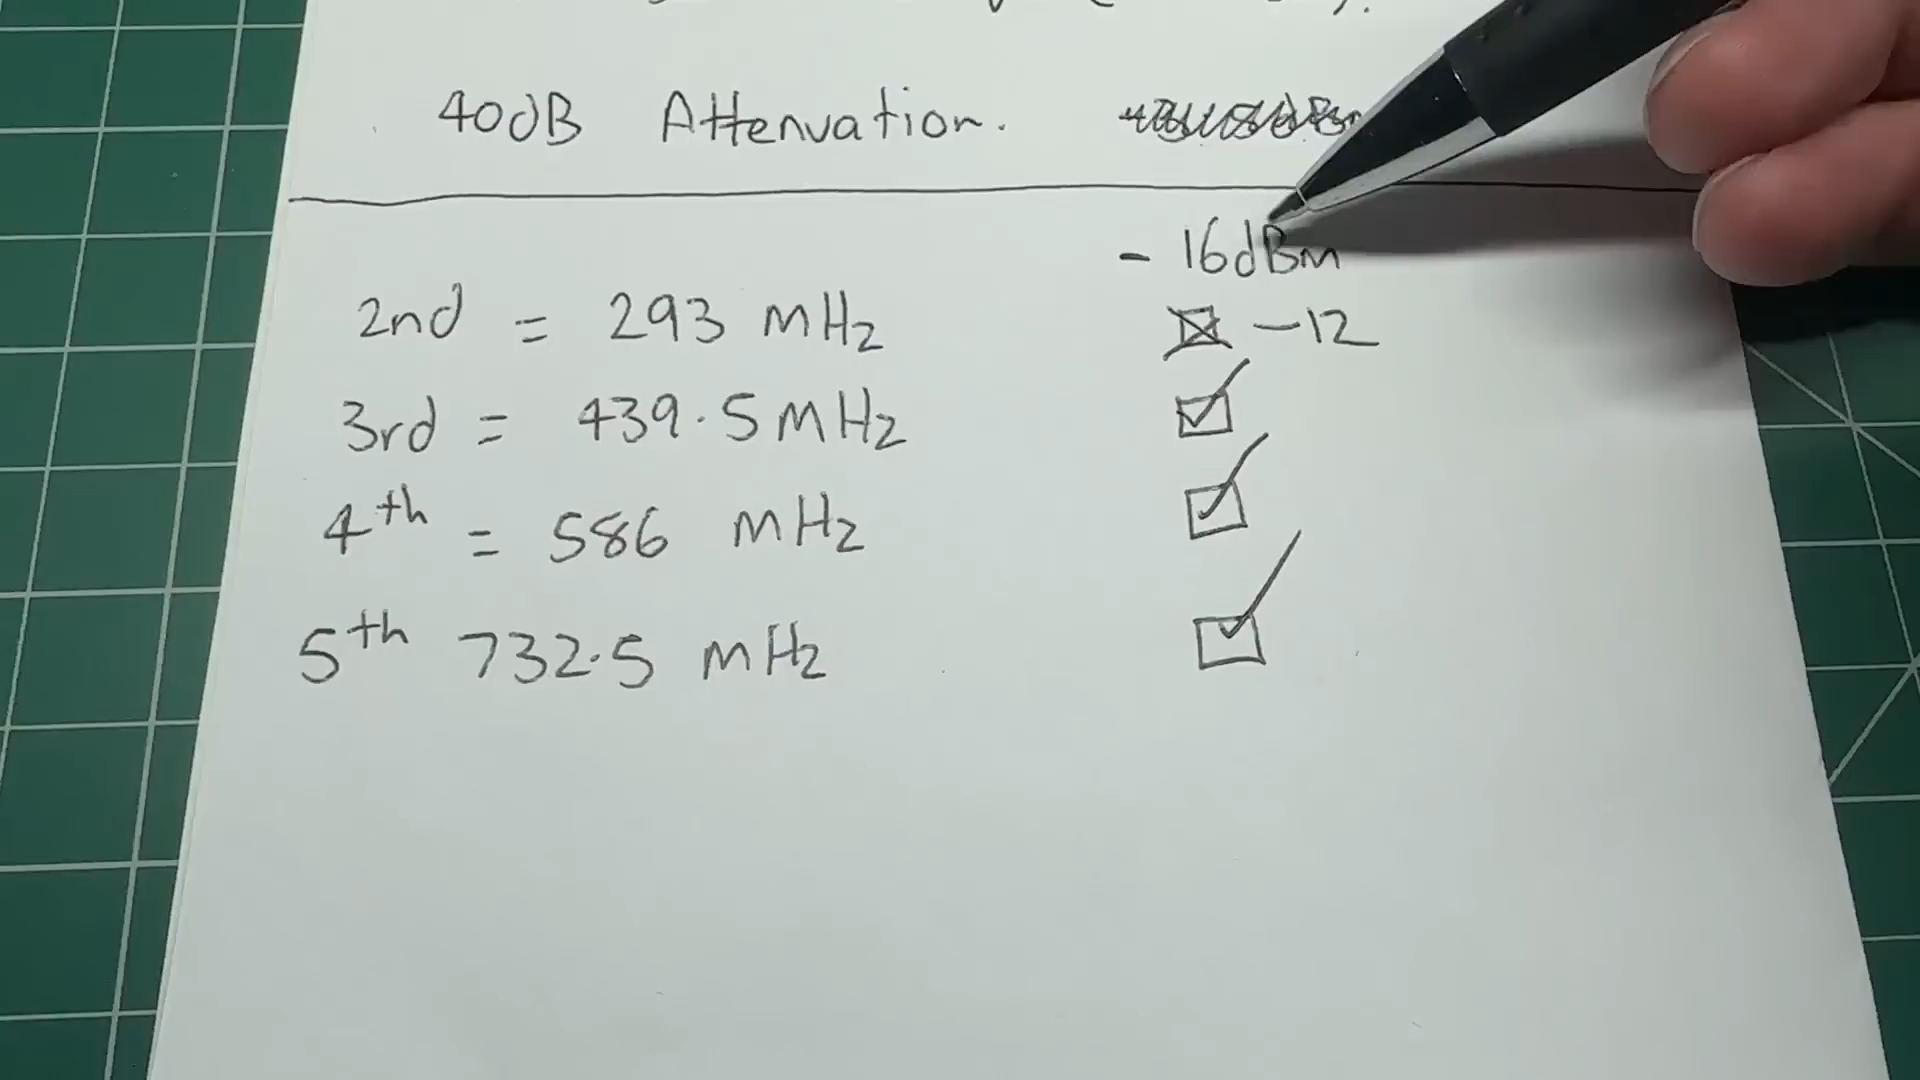 40dB Attenuation.
- 16dBm
2nd = 293 mHz -12
3rd = 439.5 mHz
4th = 586 mHz
5th 732.5 mHz